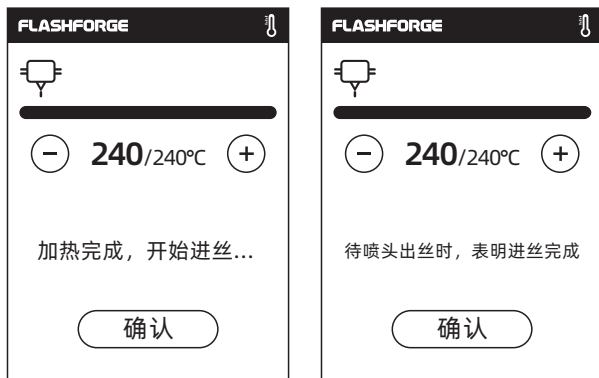 FLASHFORGE
240/240℃
加热完成，开始进丝...
确认
FLASHFORGE
240/240℃
待喷头出丝时，表明进丝完成
确认